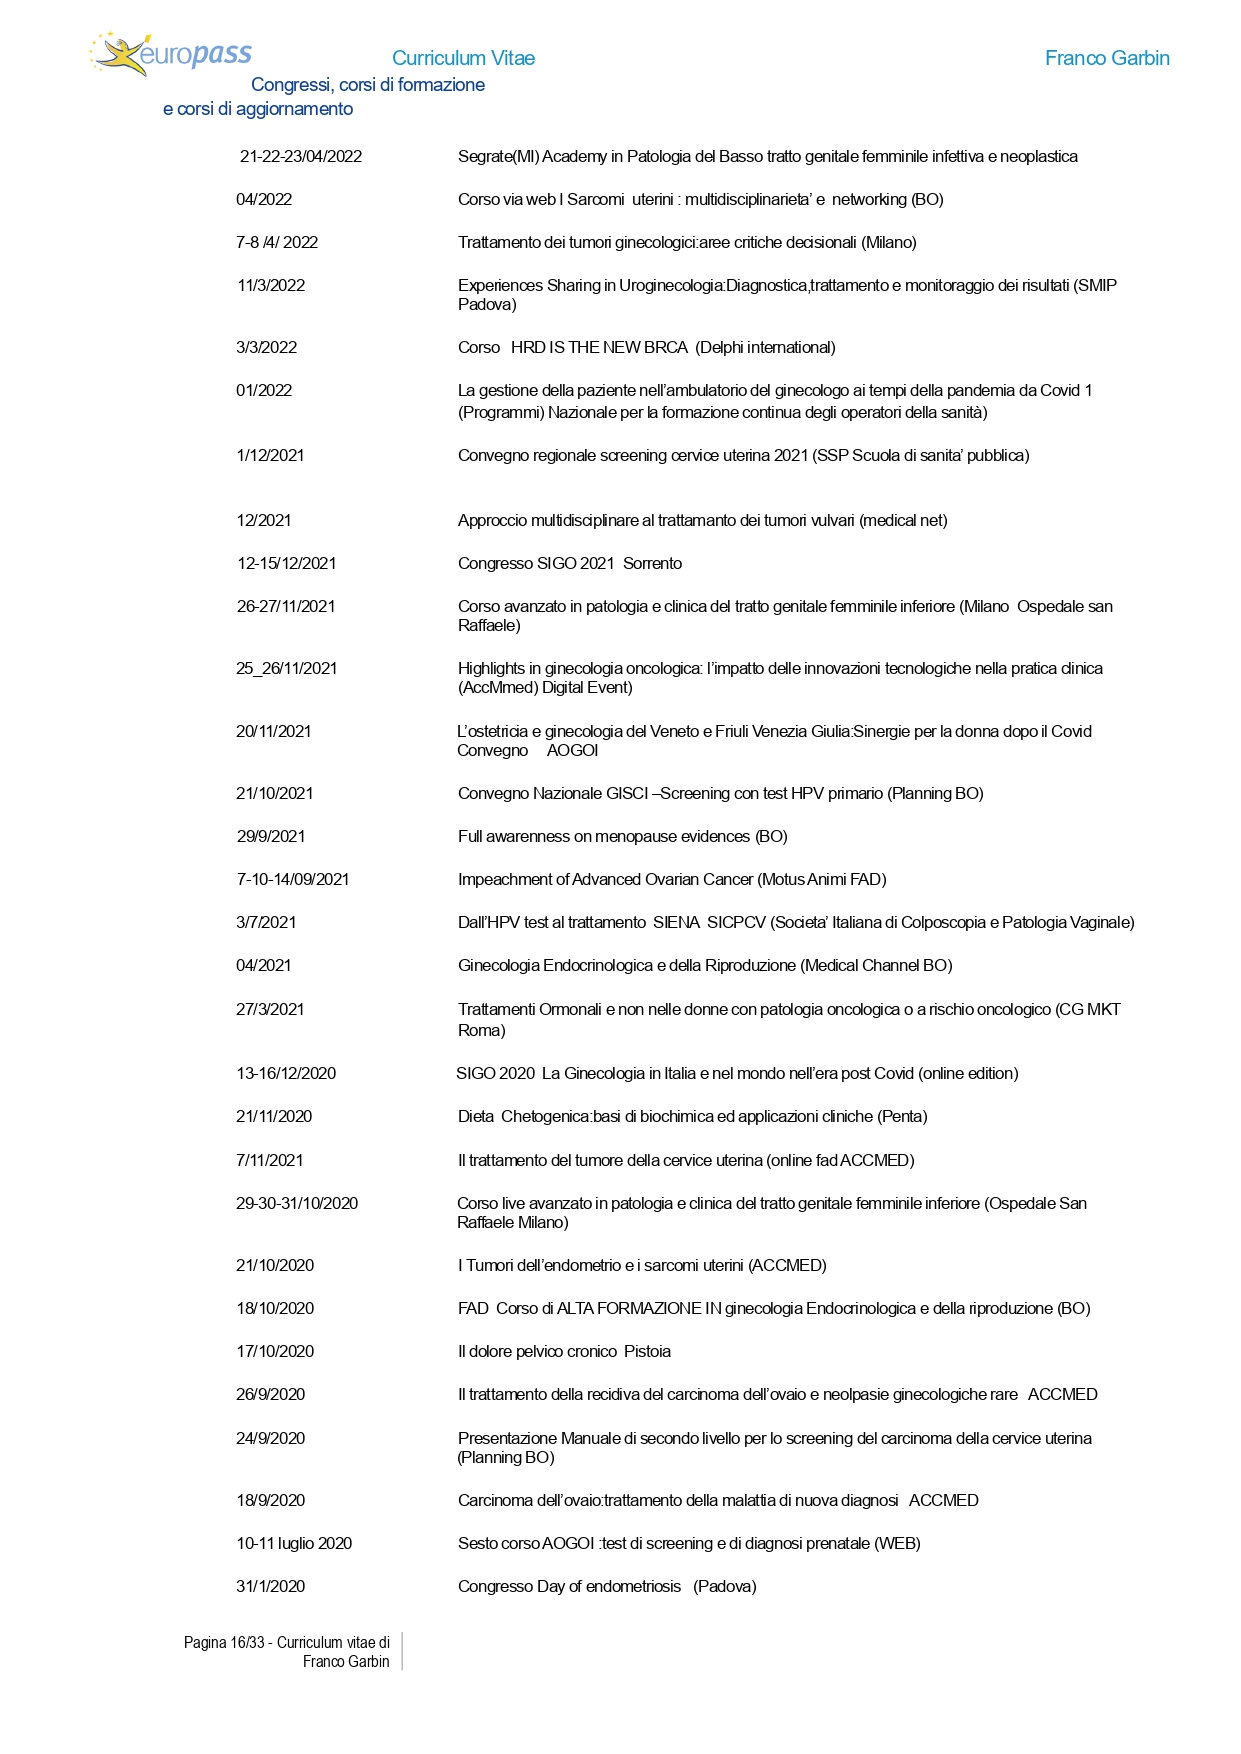 europass
Curriculum Vitae
Franco Garbin
Congressi, corsi di formazione
e corsi di aggiornamento
21-22-23/04/2022 Segrate(MI) Academy in Patologia del Basso tratto genitale femminile infettiva e neoplastica
04/2022 Corso via web I Sarcomi uterini : multidisciplinarieta’ e networking (BO)
7-8 /4/ 2022 Trattamento dei tumori ginecologici:aree critiche decisionali (Milano)
11/3/2022 Experiences Sharing in Uroginecologia:Diagnostica,trattamento e monitoraggio dei risultati (SMIP
Padova)
3/3/2022 Corso HRD IS THE NEW BRCA (Delphi international)
01/2022 La gestione della paziente nell’ambulatorio del ginecologo ai tempi della pandemia da Covid 1
(Programmi) Nazionale per la formazione continua degli operatori della sanità)
1/12/2021 Convegno regionale screening cervice uterina 2021 (SSP Scuola di sanita’ pubblica)
12/2021 Approccio multidisciplinare al trattamanto dei tumori vulvari (medical net)
12-15/12/2021 Congresso SIGO 2021 Sorrento
26-27/11/2021 Corso avanzato in patologia e clinica del tratto genitale femminile inferiore (Milano Ospedale san
Raffaele)
25_26/11/2021 Highlights in ginecologia oncologica: l’impatto delle innovazioni tecnologiche nella pratica clinica
(AccMmed) Digital Event)
20/11/2021 L’ostetricia e ginecologia del Veneto e Friuli Venezia Giulia:Sinergie per la donna dopo il Covid
Convegno AOGOI
21/10/2021 Convegno Nazionale GISCI –Screening con test HPV primario (Planning BO)
29/9/2021 Full awarenness on menopause evidences (BO)
7-10-14/09/2021 Impeachment of Advanced Ovarian Cancer (Motus Animi FAD)
3/7/2021 Dall’HPV test al trattamento SIENA SICPCV (Societa’ Italiana di Colposcopia e Patologia Vaginale)
04/2021 Ginecologia Endocrinologica e della Riproduzione (Medical Channel BO)
27/3/2021 Trattamenti Ormonali e non nelle donne con patologia oncologica o a rischio oncologico (CG MKT
Roma)
13-16/12/2020 SIGO 2020 La Ginecologia in Italia e nel mondo nell’era post Covid (online edition)
21/11/2020 Dieta Chetogenica:basi di biochimica ed applicazioni cliniche (Penta)
7/11/2021 Il trattamento del tumore della cervice uterina (online fad ACCMED)
29-30-31/10/2020 Corso live avanzato in patologia e clinica del tratto genitale femminile inferiore (Ospedale San
Raffaele Milano)
21/10/2020 I Tumori dell’endometrio e i sarcomi uterini (ACCMED)
18/10/2020 FAD Corso di ALTA FORMAZIONE IN ginecologia Endocrinologica e della riproduzione (BO)
17/10/2020 Il dolore pelvico cronico Pistoia
26/9/2020 Il trattamento della recidiva del carcinoma dell’ovaio e neolpasie ginecologiche rare ACCMED
24/9/2020 Presentazione Manuale di secondo livello per lo screening del carcinoma della cervice uterina
(Planning BO)
18/9/2020 Carcinoma dell’ovaio:trattamento della malattia di nuova diagnosi ACCMED
10-11 luglio 2020 Sesto corso AOGOI :test di screening e di diagnosi prenatale (WEB)
31/1/2020 Congresso Day of endometriosis (Padova)
Pagina 16/33 - Curriculum vitae di
Franco Garbin